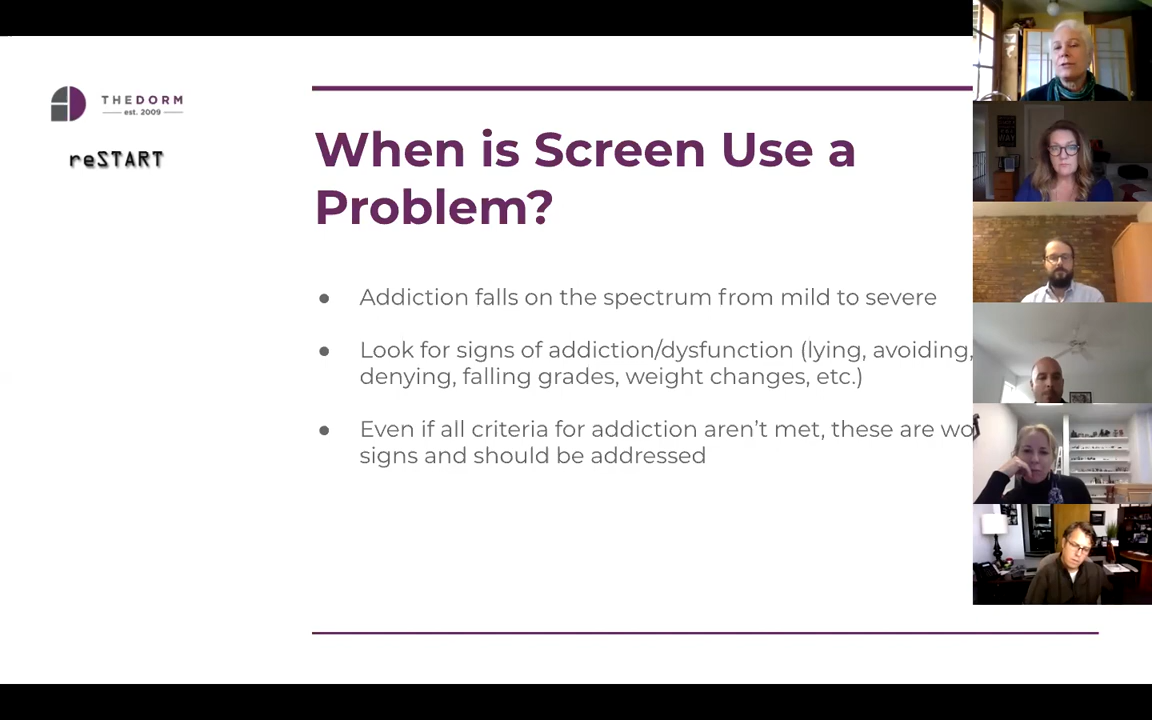 THEDORM
est. 2009
reSTART
When is Screen Use a
Problem?
● Addiction falls on the spectrum from mild to severe
● Look for signs of addiction/dysfunction (lying, avoiding,
denying, falling grades, weight changes, etc.)
● Even if all criteria for addiction aren't met, these are
signs and should be addressed